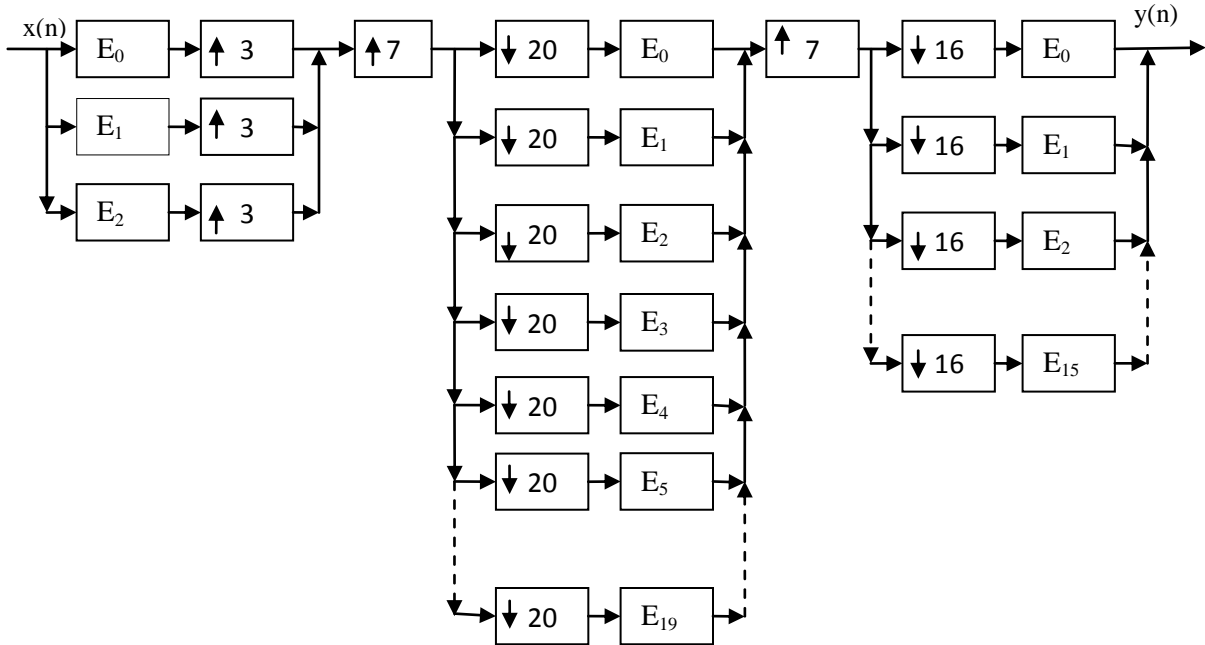 x(n) y(n)
E₀ ↑ 3 ↑ 7 ↓ 20 E₀ ↑ 7 ↓ 16 E₀
E₁ ↑ 3 ↓ 20 E₁ ↓ 16 E₁
E₂ ↑ 3 ↓ 20 E₂ ↓ 16 E₂
↓ 20 E₃ ↓ 16 E₁₅
↓ 20 E₄
↓ 20 E₅
↓ 20 E₁₉